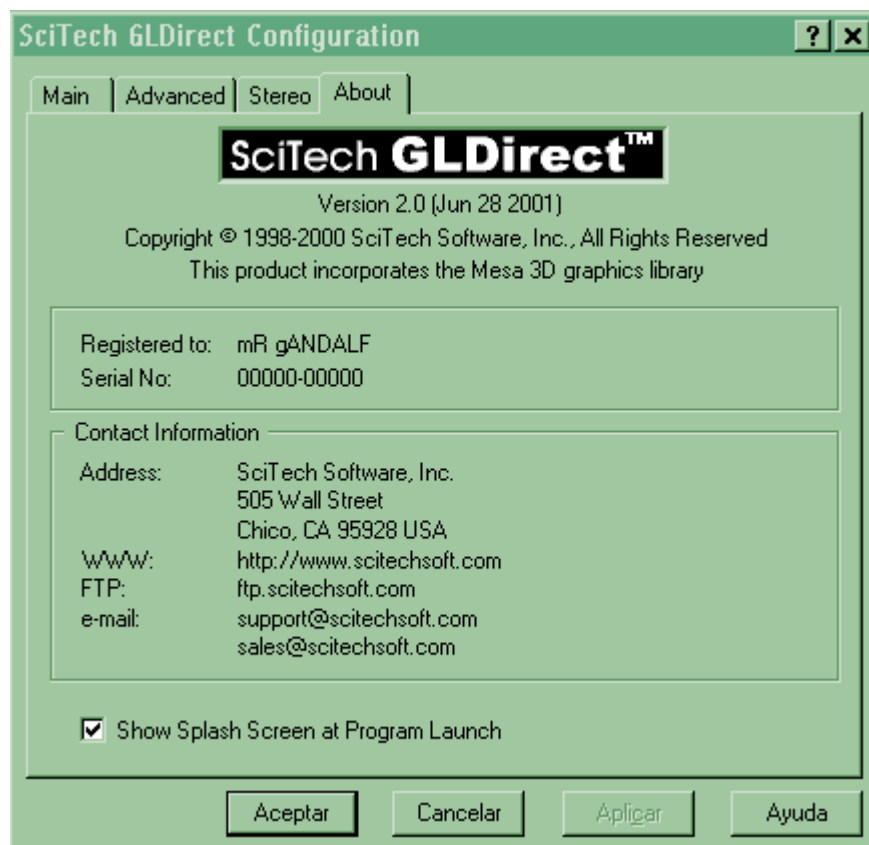 SciTech GLDirect Configuration
Main Advanced Stereo About
SciTech GLDirect™
Version 2.0 (Jun 28 2001)
Copyright © 1998-2000 SciTech Software, Inc., All Rights Reserved
This product incorporates the Mesa 3D graphics library
Registered to: mR gANDALF
Serial No: 00000-00000
Contact Information
Address: SciTech Software, Inc.
505 Wall Street
Chico, CA 95928 USA
WWW: http://www.scitechsoft.com
FTP: ftp.scitechsoft.com
e-mail: support@scitechsoft.com
sales@scitechsoft.com
Show Splash Screen at Program Launch
Aceptar Cancelar Aplicar Ayuda